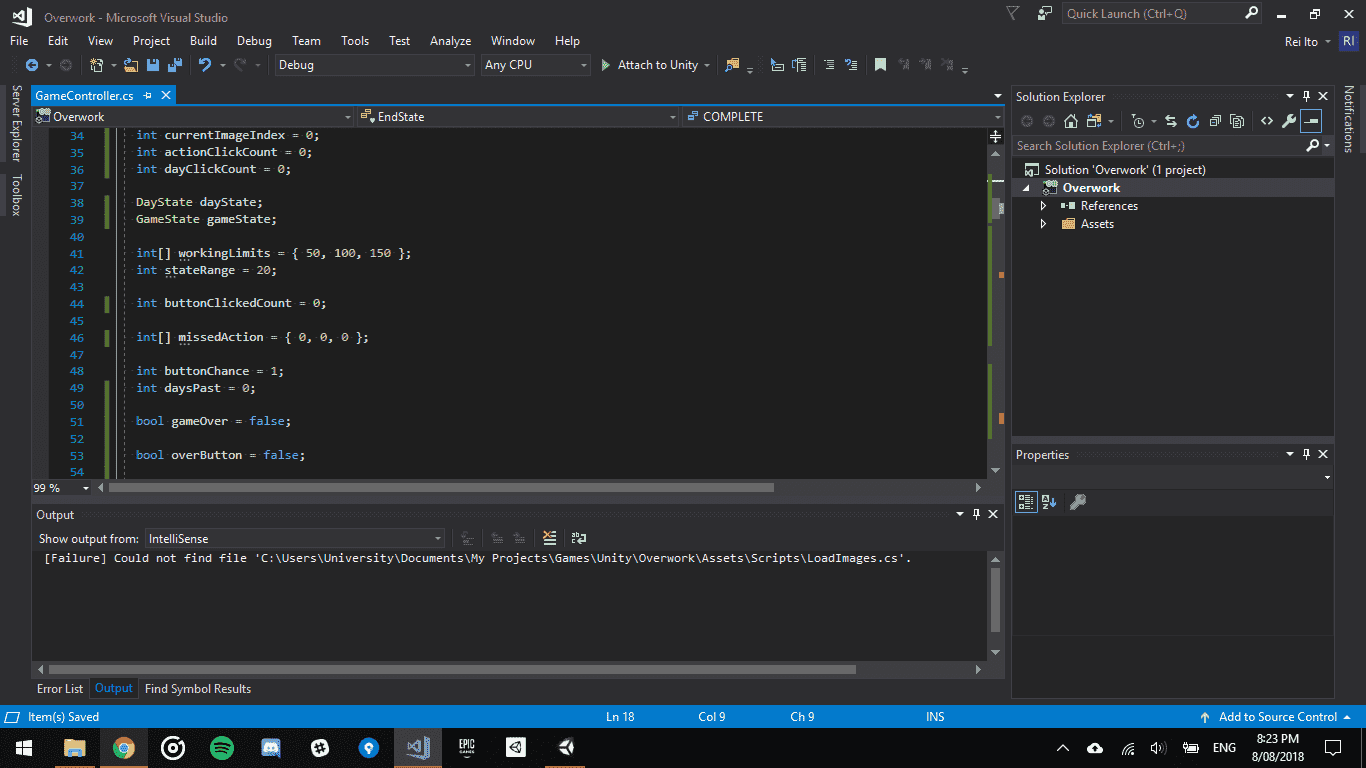 Overwork - Microsoft Visual Studio
Quick Launch (Ctrl+Q)
File Edit View Project Build Debug Team Tools Test Analyze Window Help
Rei Ito RI
Debug Any CPU Attach to Unity
Server Explorer
Toolbox
GameController.cs
Overwork EndState COMPLETE
34 int currentImageIndex = 0;
35 int actionClickCount = 0;
36 int dayClickCount = 0;
37
38 DayState dayState;
39 GameState gameState;
40
41 int[] workingLimits = { 50, 100, 150 };
42 int stateRange = 20;
43
44 int buttonClickedCount = 0;
45
46 int[] missedAction = { 0, 0, 0 };
47
48 int buttonChance = 1;
49 int daysPast = 0;
50
51 bool gameOver = false;
52
53 bool overButton = false;
54
99 %
Output
Show output from: IntelliSense
[Failure] Could not find file 'C:\Users\University\Documents\My Projects\Games\Unity\Overwork\Assets\Scripts\LoadImages.cs'.
Error List Output Find Symbol Results
Solution Explorer
Search Solution Explorer (Ctrl+;)
Solution 'Overwork' (1 project)
Overwork
References
Assets
Properties
Notifications
Item(s) Saved Ln 18 Col 9 Ch 9 INS Add to Source Control
EPIC
GAMES
ENG
8:23 PM
8/08/2018